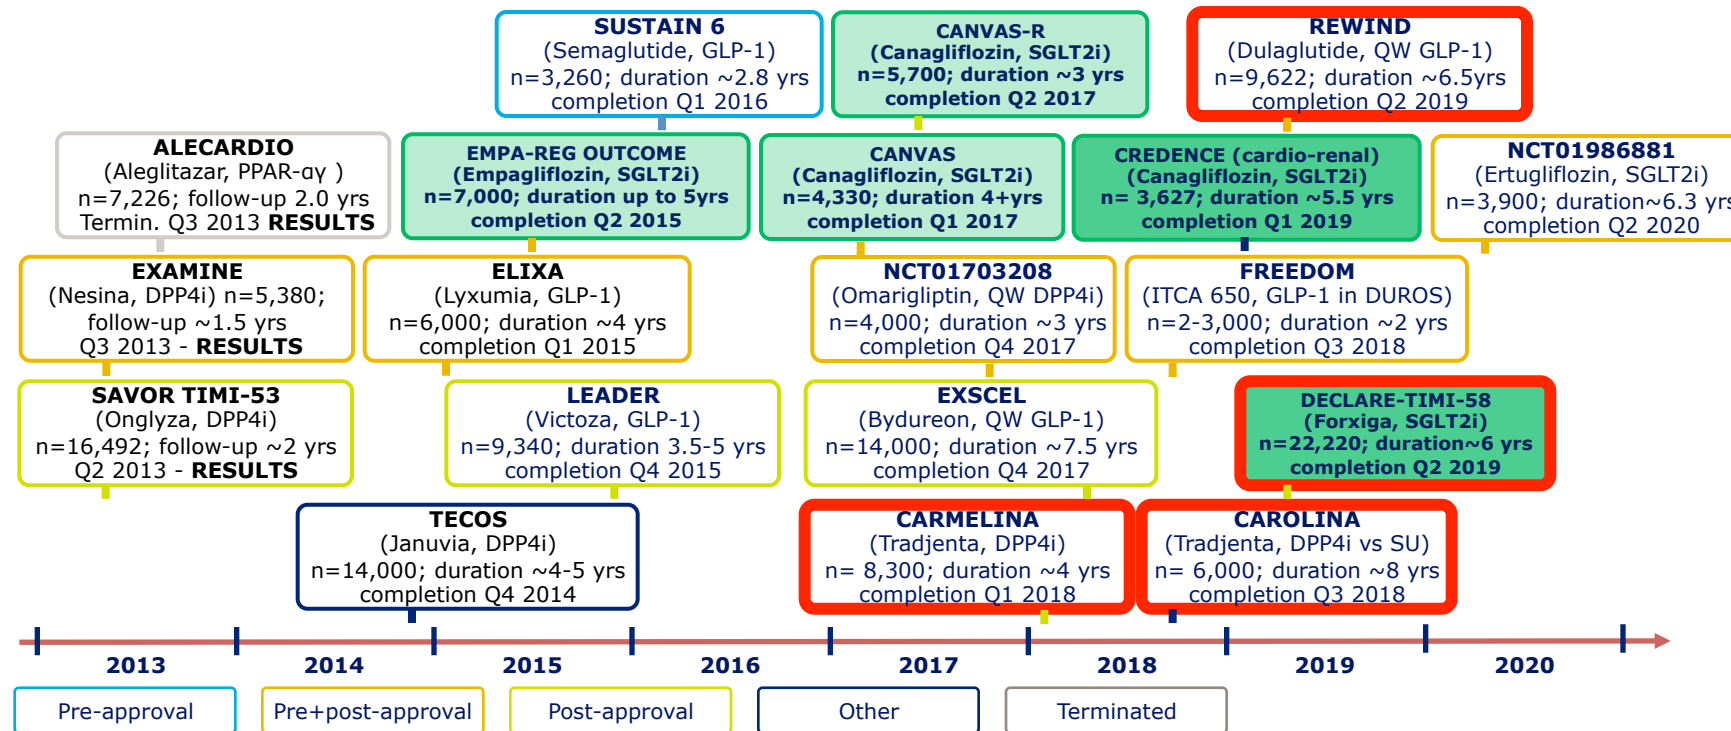 SUSTAIN 6
(Semaglutide, GLP-1)
n=3,260; duration ~2.8 yrs
completion Q1 2016
CANVAS-R
(Canagliflozin, SGLT2i)
n=5,700; duration ~3 yrs
completion Q2 2017
REWIND
(Dulaglutide, QW GLP-1)
n=9,622; duration ~6.5yrs
completion Q2 2019
ALECARDIO
(Aleglitazar, PPAR-αγ )
n=7,226; follow-up 2.0 yrs
Termin. Q3 2013 RESULTS
EMPA-REG OUTCOME
(Empagliflozin, SGLT2i)
n=7,000; duration up to 5yrs
completion Q2 2015
CANVAS
(Canagliflozin, SGLT2i)
n=4,330; duration 4+yrs
completion Q1 2017
CREDENCE (cardio-renal)
(Canagliflozin, SGLT2i)
n= 3,627; duration ~5.5 yrs
completion Q1 2019
NCT01986881
(Ertugliflozin, SGLT2i)
n=3,900; duration~6.3 yrs
completion Q2 2020
EXAMINE
(Nesina, DPP4i) n=5,380;
follow-up ~1.5 yrs
Q3 2013 - RESULTS
ELIXA
(Lyxumia, GLP-1)
n=6,000; duration ~4 yrs
completion Q1 2015
NCT01703208
(Omarigliptin, QW DPP4i)
n=4,000; duration ~3 yrs
completion Q4 2017
FREEDOM
(ITCA 650, GLP-1 in DUROS)
n=2-3,000; duration ~2 yrs
completion Q3 2018
SAVOR TIMI-53
(Onglyza, DPP4i)
n=16,492; follow-up ~2 yrs
Q2 2013 - RESULTS
LEADER
(Victoza, GLP-1)
n=9,340; duration 3.5-5 yrs
completion Q4 2015
EXSCEL
(Bydureon, QW GLP-1)
n=14,000; duration ~7.5 yrs
completion Q4 2017
DECLARE-TIMI-58
(Forxiga, SGLT2i)
n=22,220; duration~6 yrs
completion Q2 2019
TECOS
(Januvia, DPP4i)
n=14,000; duration ~4-5 yrs
completion Q4 2014
CARMELINA
(Tradjenta, DPP4i)
n= 8,300; duration ~4 yrs
completion Q1 2018
CAROLINA
(Tradjenta, DPP4i vs SU)
n= 6,000; duration ~8 yrs
completion Q3 2018
2013 2014 2015 2016 2017 2018 2019 2020
Pre-approval
Pre+post-approval
Post-approval
Other
Terminated